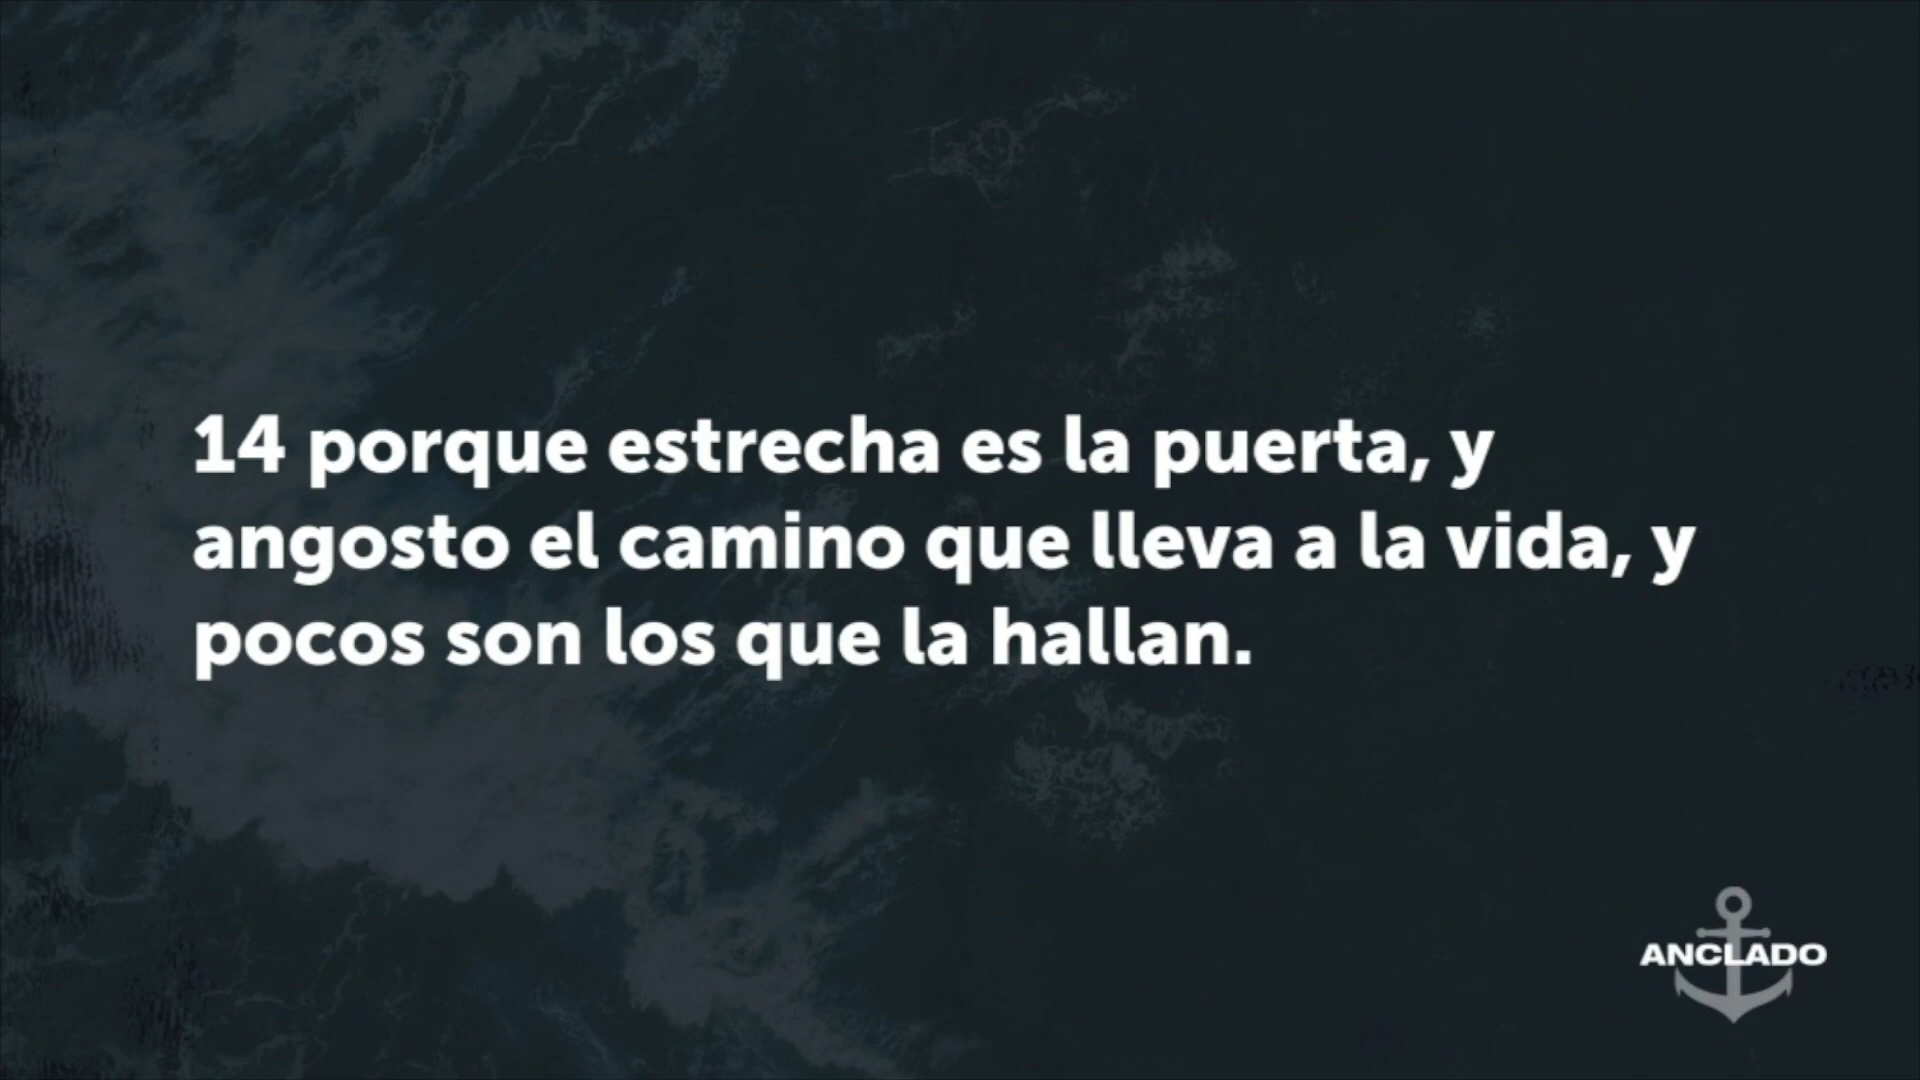 14 porque estrecha es la puerta, y
angosto el camino que lleva a la vida, y
pocos son los que la hallan.
ANCLADO